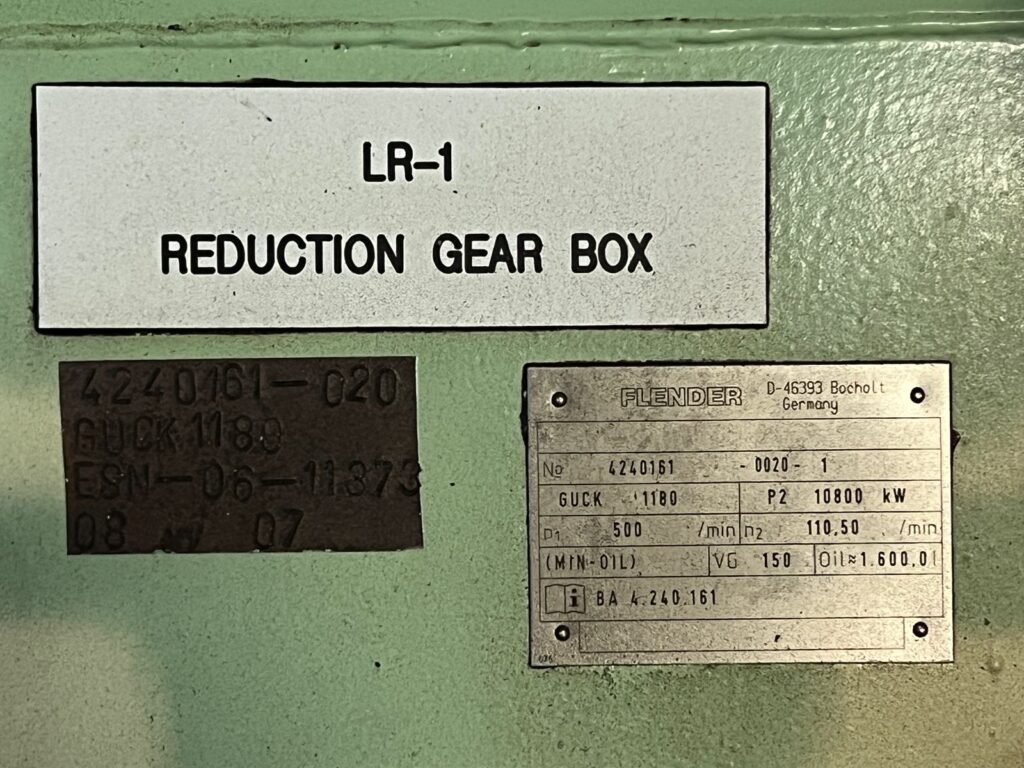 LR-1
REDUCTION GEAR BOX
4240161-020
GUCK 1180
ESN-06-11373
08 07
FLENDER D-46393 Bocholt
Germany
No 4240161 - 0020 - 1
GUCK 1180 P2 10800 kW
n1 500 /min n2 110,50 /min
(MIN-OIL) VG 150 Oil≈1.600,0l
BA 4.240.161